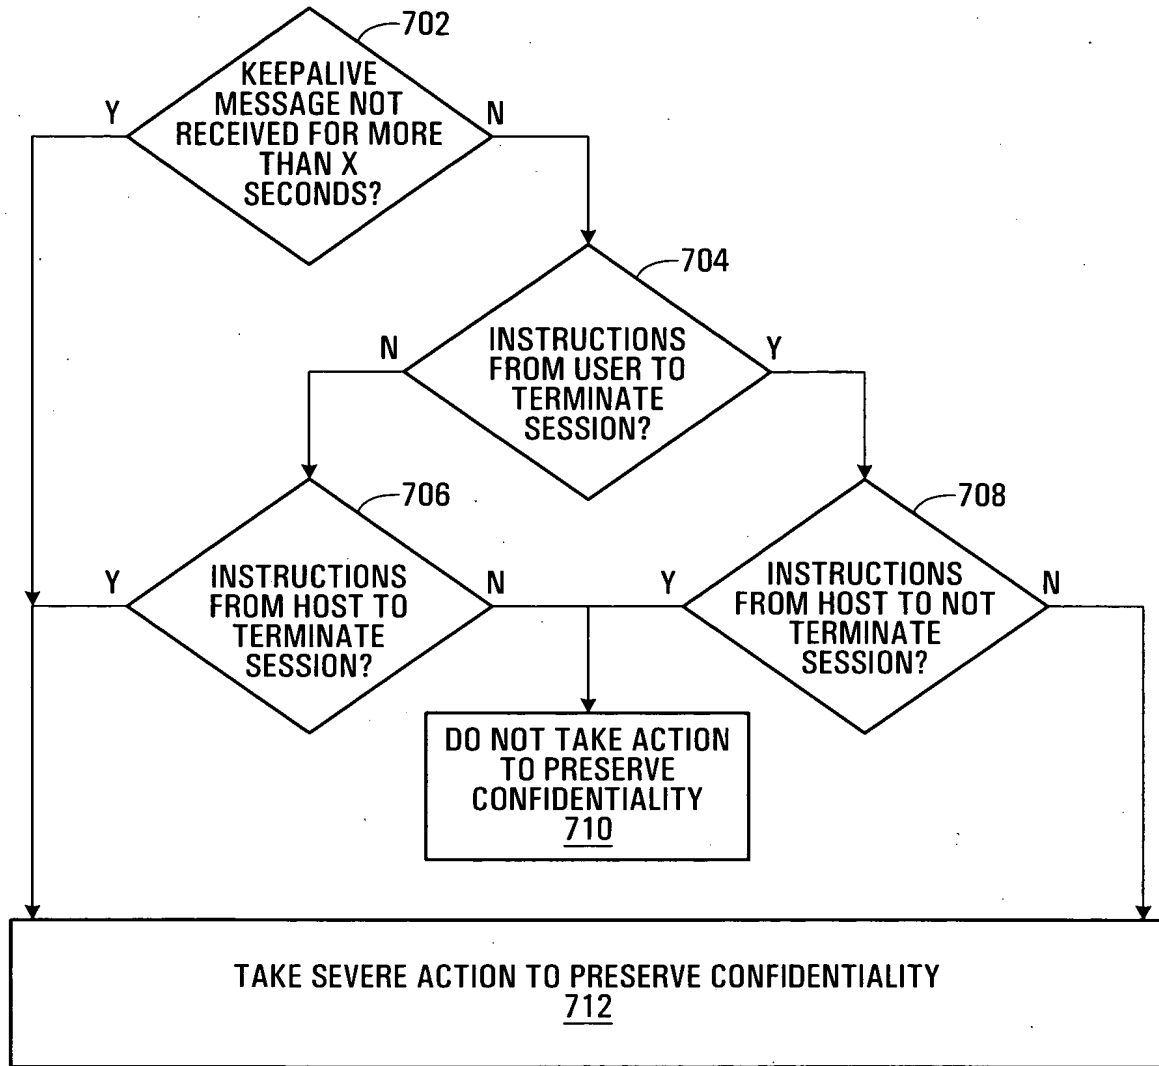 702
KEEPALIVE
MESSAGE NOT
RECEIVED FOR MORE
THAN X
SECONDS?
Y
N
704
INSTRUCTIONS
FROM USER TO
TERMINATE
SESSION?
N
Y
706
INSTRUCTIONS
FROM HOST TO
TERMINATE
SESSION?
Y
N
708
INSTRUCTIONS
FROM HOST TO NOT
TERMINATE
SESSION?
Y
N
DO NOT TAKE ACTION
TO PRESERVE
CONFIDENTIALITY
710
TAKE SEVERE ACTION TO PRESERVE CONFIDENTIALITY
712